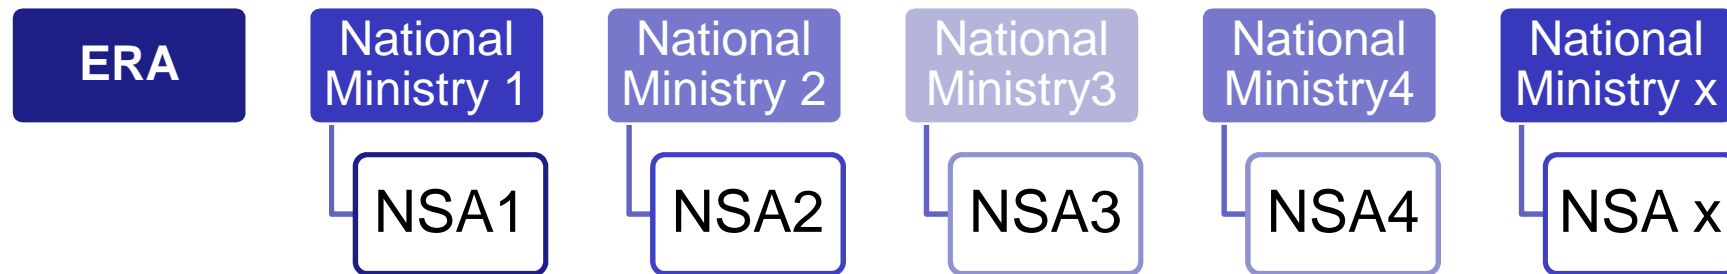 ERA
National
Ministry 1
National
Ministry 2
National
Ministry3
National
Ministry4
National
Ministry x
NSA1
NSA2
NSA3
NSA4
NSA x